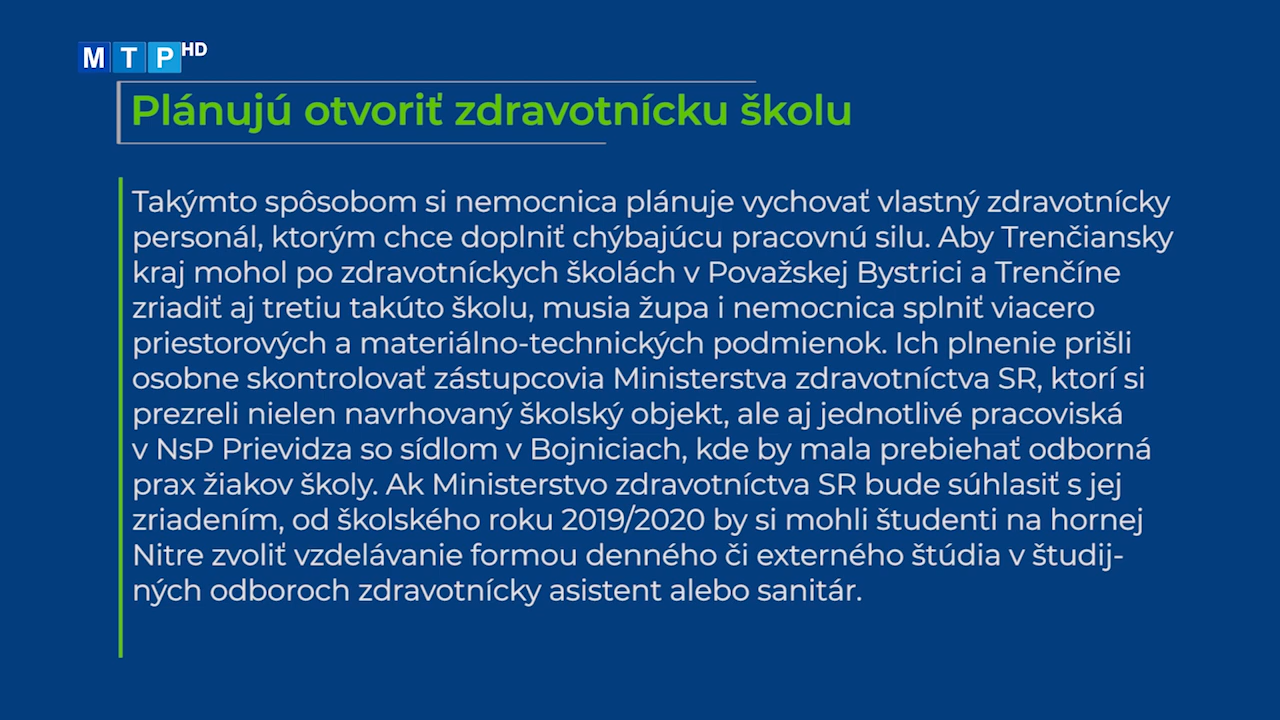 MTP HD
Plánujú otvoriť zdravotnícku školu
Takýmto spôsobom si nemocnica plánuje vychovať vlastný zdravotnícky
personál, ktorým chce doplniť chýbajúcu pracovnú silu. Aby Trenčiansky
kraj mohol po zdravotníckych školách v Považskej Bystrici a Trenčíne
zriadiť aj tretiu takúto školu, musia župa i nemocnica splniť viacero
priestorových a materiálno-technických podmienok. Ich plnenie prišli
osobne skontrolovať zástupcovia Ministerstva zdravotníctva SR, ktorí si
prezreli nielen navrhovaný školský objekt, ale aj jednotlivé pracoviská
v NsP Prievidza so sídlom v Bojniciach, kde by mala prebiehať odborná
prax žiakov školy. Ak Ministerstvo zdravotníctva SR bude súhlasiť s jej
zriadením, od školského roku 2019/2020 by si mohli študenti na hornej
Nitre zvoliť vzdelávanie formou denného či externého štúdia v študij-
ných odboroch zdravotnícky asistent alebo sanitár.